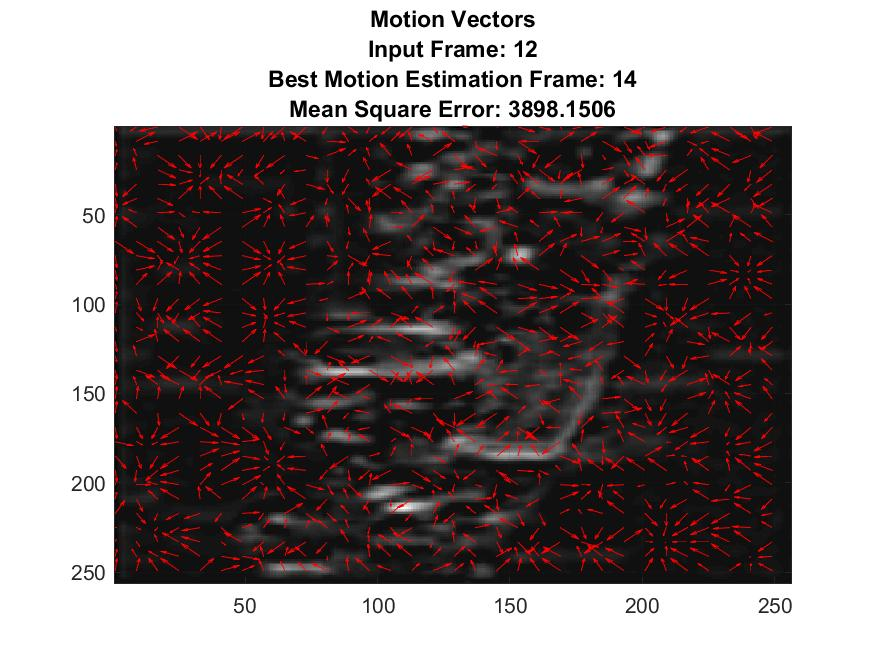 Motion Vectors
Input Frame: 12
Best Motion Estimation Frame: 14
Mean Square Error: 3898.1506
50
100
150
200
250
50
100
150
200
250